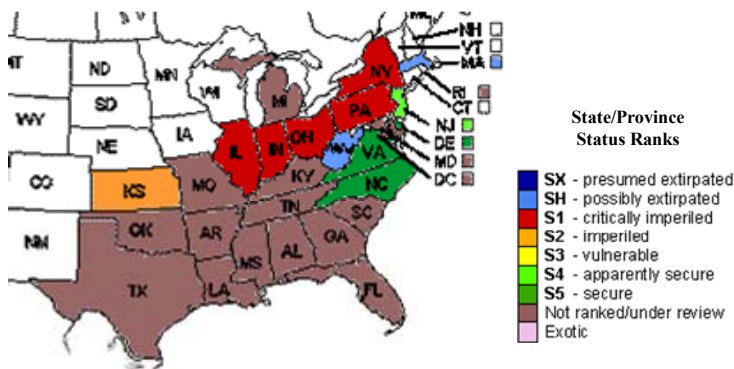 NH
VT
MA
RI
CT
NJ
DE
MD
DC
ND
MN
SD
WI
WY
NE
IA
MI
NY
PA
IL
IN
OH
WV
VA
CO
KS
MO
KY
NC
TN
SC
NM
OK
AR
MS
AL
GA
TX
LA
FL
State/Province
Status Ranks
SX - presumed extirpated
SH - possibly extirpated
S1 - critically imperiled
S2 - imperiled
S3 - vulnerable
S4 - apparently secure
S5 - secure
Not ranked/under review
Exotic